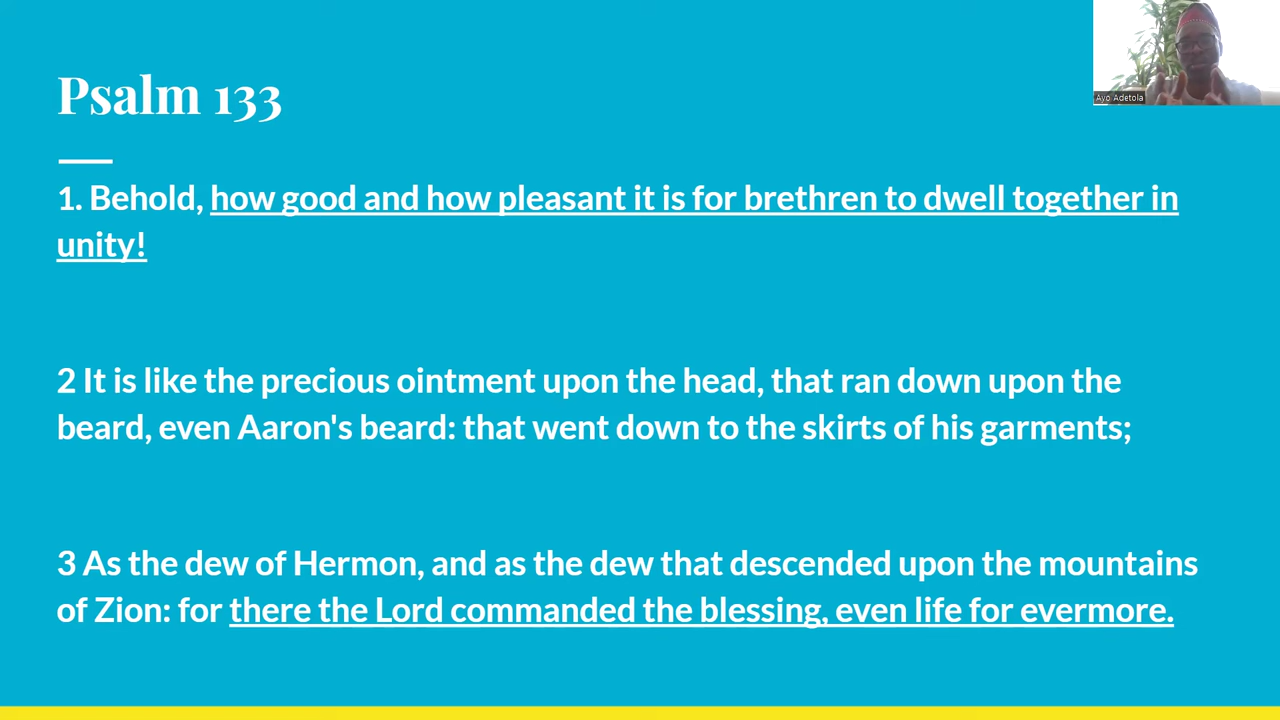 Psalm 133
Ayo Adetola
1. Behold, how good and how pleasant it is for brethren to dwell together in
unity!
2 It is like the precious ointment upon the head, that ran down upon the
beard, even Aaron's beard: that went down to the skirts of his garments;
3 As the dew of Hermon, and as the dew that descended upon the mountains
of Zion: for there the Lord commanded the blessing, even life for evermore.